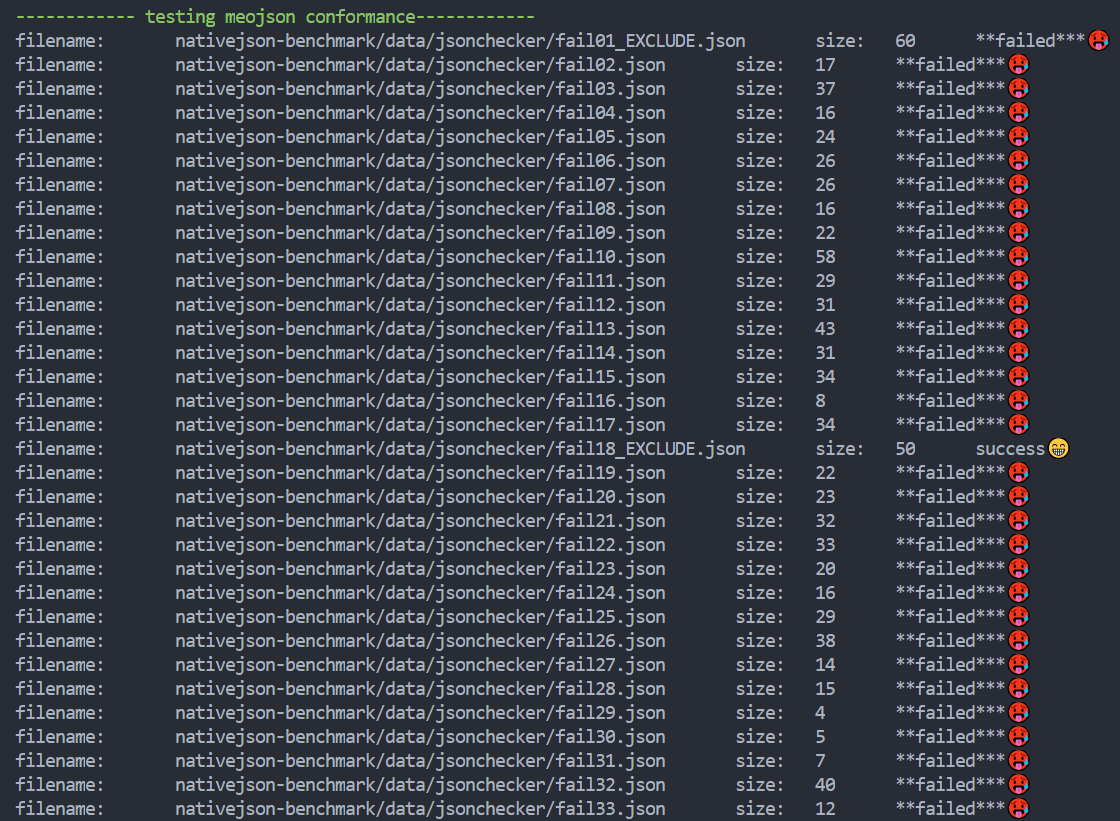 ------------ testing meojson conformance------------
filename: nativejson-benchmark/data/jsonchecker/fail01_EXCLUDE.json size: 60 **failed***🥵
filename: nativejson-benchmark/data/jsonchecker/fail02.json size: 17 **failed***🥵
filename: nativejson-benchmark/data/jsonchecker/fail03.json size: 37 **failed***🥵
filename: nativejson-benchmark/data/jsonchecker/fail04.json size: 16 **failed***🥵
filename: nativejson-benchmark/data/jsonchecker/fail05.json size: 24 **failed***🥵
filename: nativejson-benchmark/data/jsonchecker/fail06.json size: 26 **failed***🥵
filename: nativejson-benchmark/data/jsonchecker/fail07.json size: 26 **failed***🥵
filename: nativejson-benchmark/data/jsonchecker/fail08.json size: 16 **failed***🥵
filename: nativejson-benchmark/data/jsonchecker/fail09.json size: 22 **failed***🥵
filename: nativejson-benchmark/data/jsonchecker/fail10.json size: 58 **failed***🥵
filename: nativejson-benchmark/data/jsonchecker/fail11.json size: 29 **failed***🥵
filename: nativejson-benchmark/data/jsonchecker/fail12.json size: 31 **failed***🥵
filename: nativejson-benchmark/data/jsonchecker/fail13.json size: 43 **failed***🥵
filename: nativejson-benchmark/data/jsonchecker/fail14.json size: 31 **failed***🥵
filename: nativejson-benchmark/data/jsonchecker/fail15.json size: 34 **failed***🥵
filename: nativejson-benchmark/data/jsonchecker/fail16.json size: 8 **failed***🥵
filename: nativejson-benchmark/data/jsonchecker/fail17.json size: 34 **failed***🥵
filename: nativejson-benchmark/data/jsonchecker/fail18_EXCLUDE.json size: 50 success😁
filename: nativejson-benchmark/data/jsonchecker/fail19.json size: 22 **failed***🥵
filename: nativejson-benchmark/data/jsonchecker/fail20.json size: 23 **failed***🥵
filename: nativejson-benchmark/data/jsonchecker/fail21.json size: 32 **failed***🥵
filename: nativejson-benchmark/data/jsonchecker/fail22.json size: 33 **failed***🥵
filename: nativejson-benchmark/data/jsonchecker/fail23.json size: 20 **failed***🥵
filename: nativejson-benchmark/data/jsonchecker/fail24.json size: 16 **failed***🥵
filename: nativejson-benchmark/data/jsonchecker/fail25.json size: 29 **failed***🥵
filename: nativejson-benchmark/data/jsonchecker/fail26.json size: 38 **failed***🥵
filename: nativejson-benchmark/data/jsonchecker/fail27.json size: 14 **failed***🥵
filename: nativejson-benchmark/data/jsonchecker/fail28.json size: 15 **failed***🥵
filename: nativejson-benchmark/data/jsonchecker/fail29.json size: 4 **failed***🥵
filename: nativejson-benchmark/data/jsonchecker/fail30.json size: 5 **failed***🥵
filename: nativejson-benchmark/data/jsonchecker/fail31.json size: 7 **failed***🥵
filename: nativejson-benchmark/data/jsonchecker/fail32.json size: 40 **failed***🥵
filename: nativejson-benchmark/data/jsonchecker/fail33.json size: 12 **failed***🥵